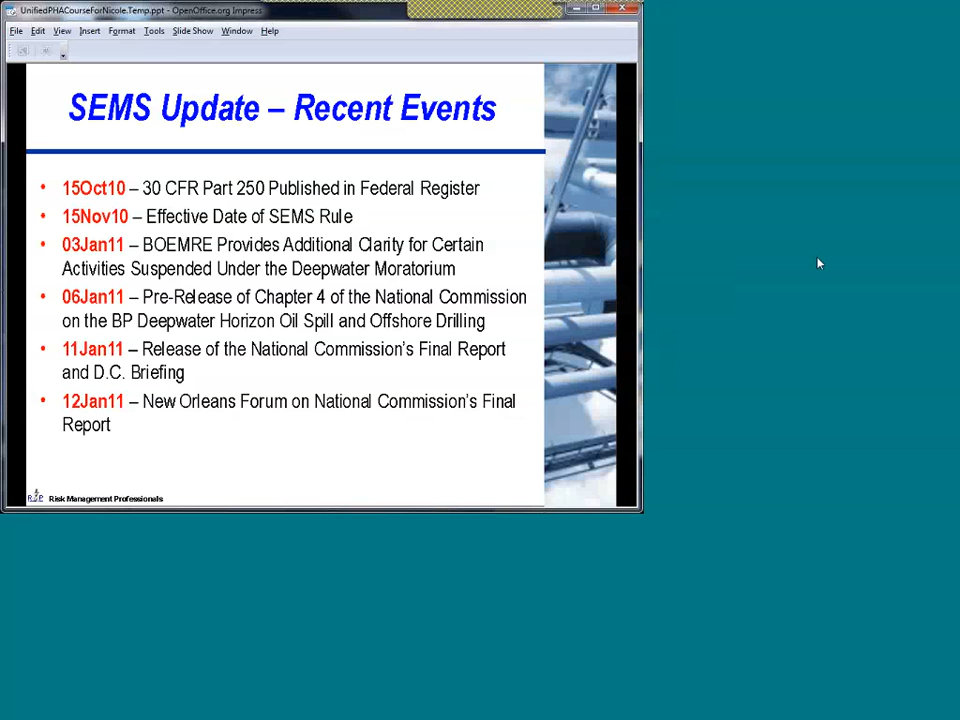 UnifiedPHACourseForNicole.Temp.ppt - OpenOffice.org Impress
File Edit View Insert Format Tools Slide Show Window Help
SEMS Update – Recent Events
• 15Oct10 – 30 CFR Part 250 Published in Federal Register
• 15Nov10 – Effective Date of SEMS Rule
• 03Jan11 – BOEMRE Provides Additional Clarity for Certain
Activities Suspended Under the Deepwater Moratorium
• 06Jan11 – Pre-Release of Chapter 4 of the National Commission
on the BP Deepwater Horizon Oil Spill and Offshore Drilling
• 11Jan11 – Release of the National Commission's Final Report
and D.C. Briefing
• 12Jan11 – New Orleans Forum on National Commission's Final
Report
Risk Management Professionals